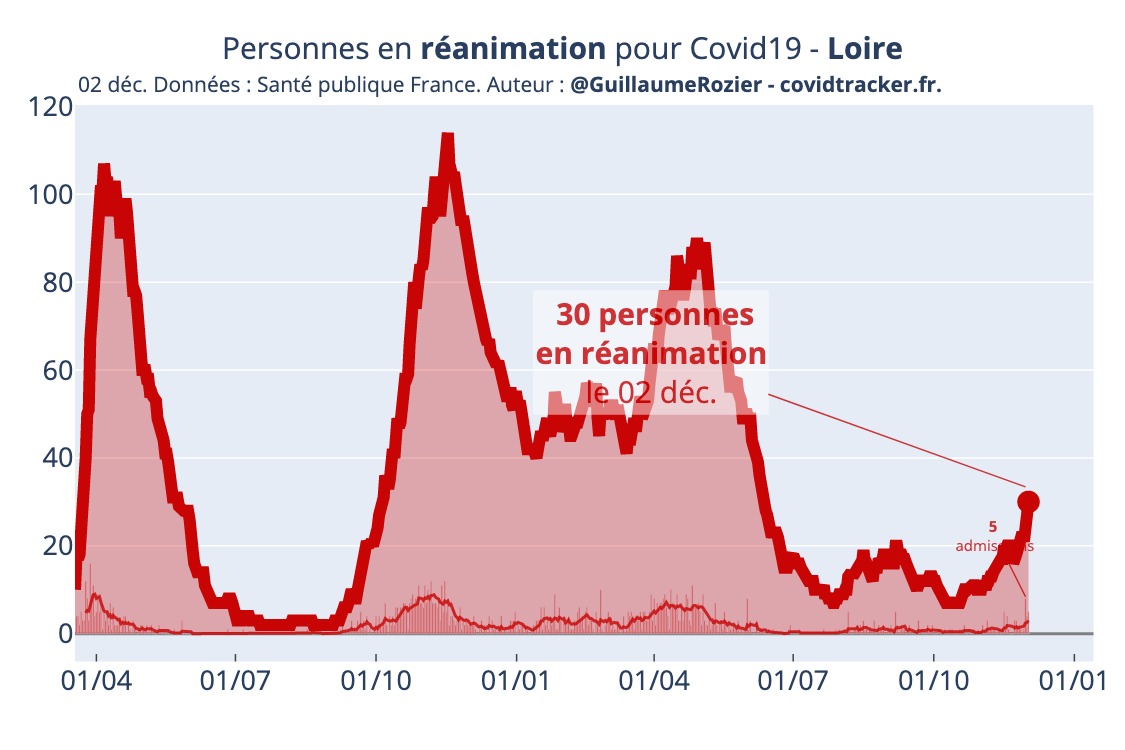 Personnes en réanimation pour Covid19 - Loire
02 déc. Données : Santé publique France. Auteur : @GuillaumeRozier - covidtracker.fr.
120
100
80
60
40
20
0
30 personnes
en réanimation
le 02 déc.
5
admissions
01/04
01/07
01/10
01/01
01/04
01/07
01/10
01/01